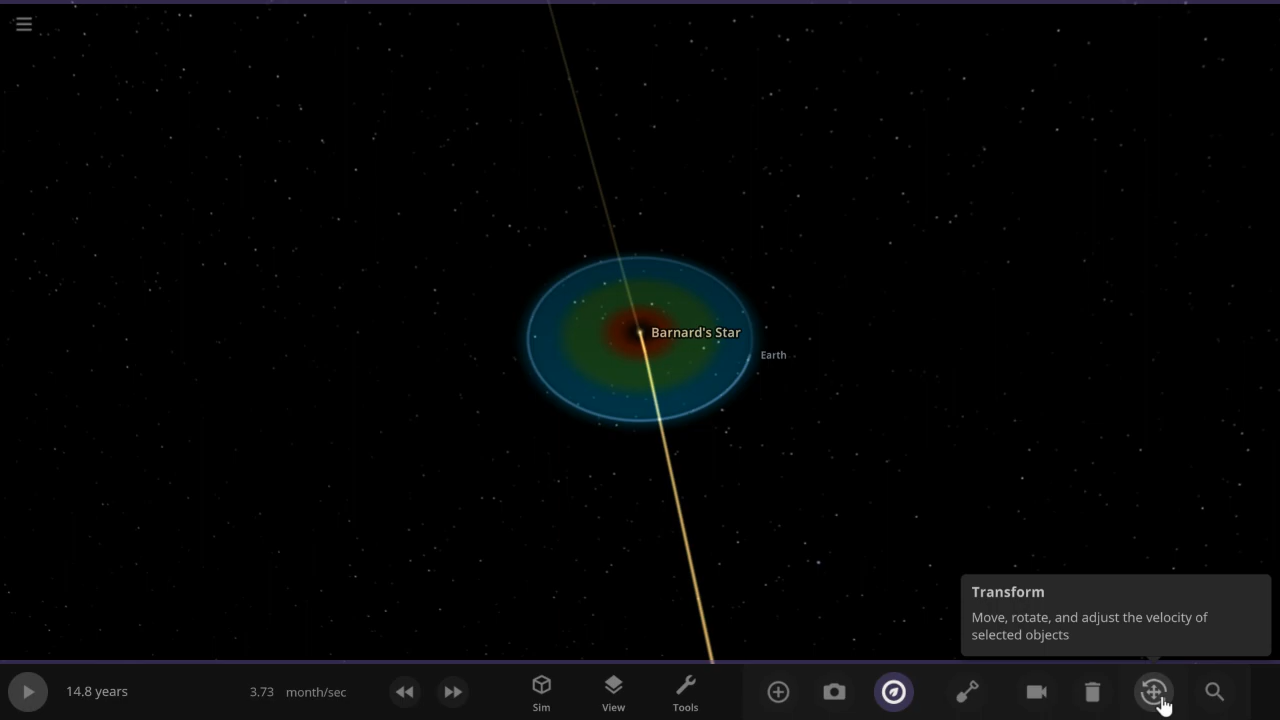 Barnard's Star
Earth
Transform
Move, rotate, and adjust the velocity of
selected objects
14.8 years
3.73 month/sec
Sim
View
Tools